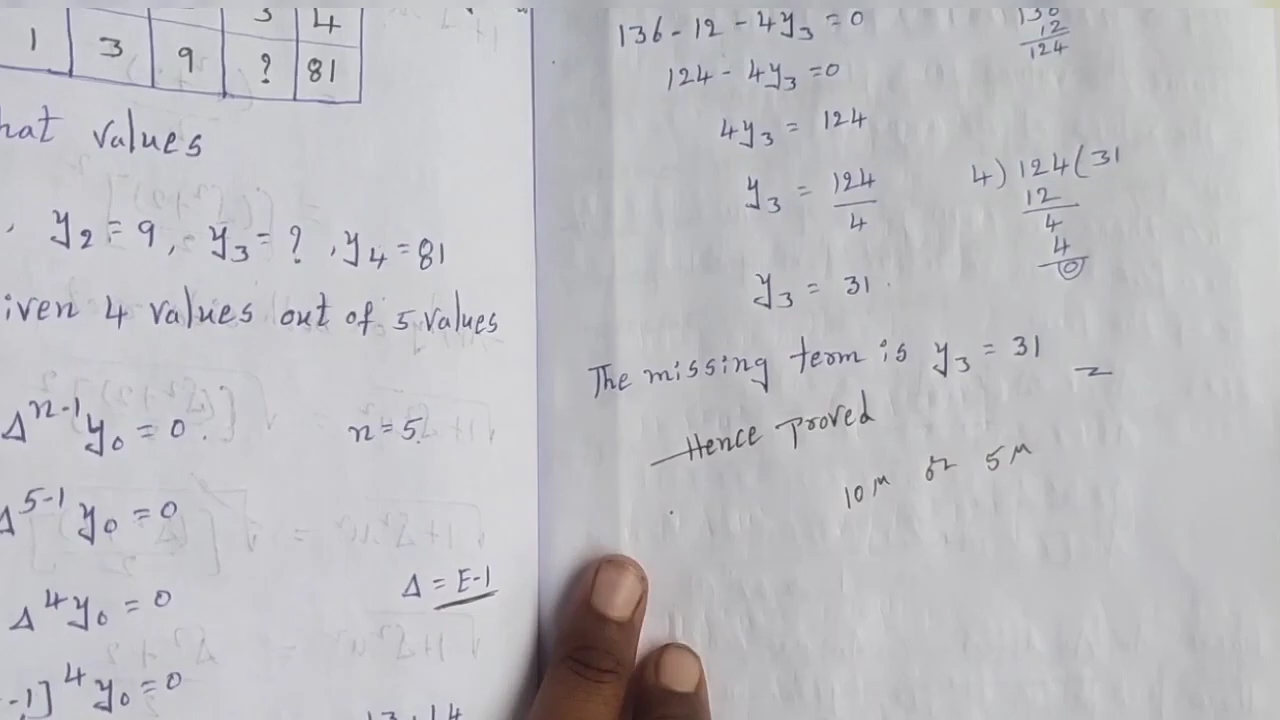 3 4
1 3 9 ? 81
hat values
, y2 = 9, y3 = ? , y4 = 81
iven 4 values out of 5 values
Δ^n-1 y0 = 0. n = 5.
Δ^5-1 y0 = 0
Δ^4 y0 = 0 Δ = E-1
-1]^4 y0 = 0
136 - 12 - 4y3 = 0
12
124
124 - 4y3 = 0
4y3 = 124
y3 = 124/4
4) 124 ( 31
12
4
4
0
y3 = 31.
The missing term is y3 = 31
Hence Proved
10M or 5M